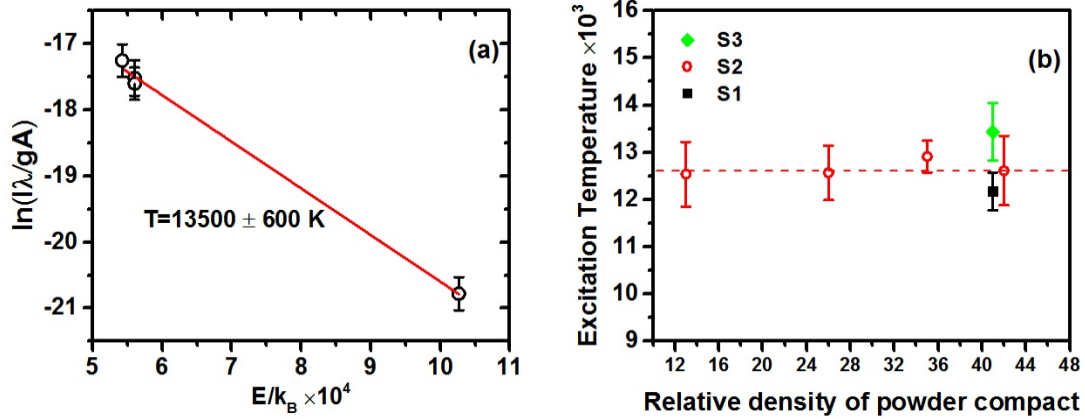 (a)
ln(Iλ/gA)
-17
-18
-19
-20
-21
T=13500 ± 600 K
5 6 7 8 9 10 11
E/k_B ×10⁴
(b)
Excitation Temperature ×10³
16
15
14
13
12
11
10
9
S3
S2
S1
12 16 20 24 28 32 36 40 44 48
Relative density of powder compact